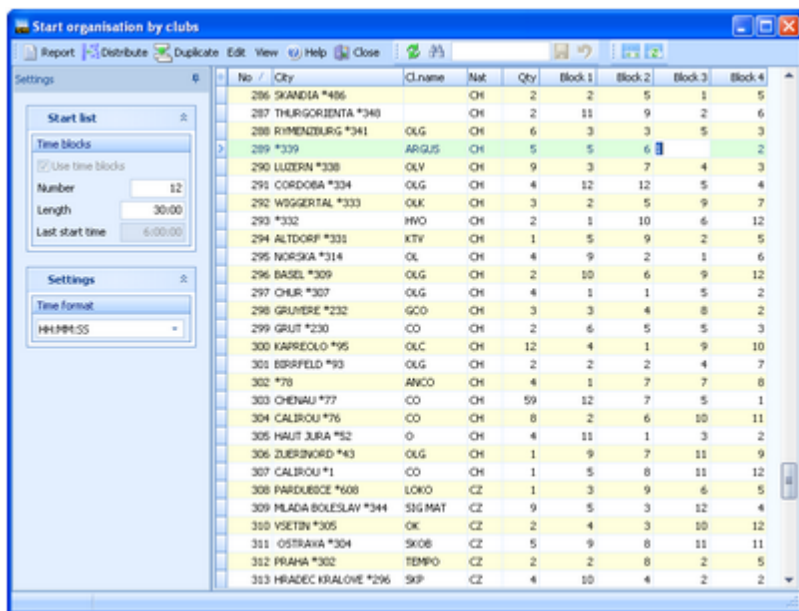 Start organisation by clubs
Report Distribute Duplicate Edit View Help Close
Settings
Start list
Time blocks
Use time blocks
Number 12
Length 30:00
Last start time 6:00:00
Settings
Time format
HH:MM:SS
No / City Cl.name Nat Qty Block 1 Block 2 Block 3 Block 4
286 SKANDIA *486 CH 2 2 5 1 5
287 THURGORIENTA *348 CH 2 11 9 2 6
288 RYMENZBURG *341 OLG CH 6 3 3 5 3
289 *339 ARGUS CH 5 5 6 2
290 LUZERN *338 OLV CH 9 3 7 4 3
291 CORDOBA *334 OLG CH 4 12 12 5 4
292 WIGGERTAL *333 OLK CH 3 2 5 9 7
293 *332 HVO CH 2 1 10 6 12
294 ALTDORF *331 KTV CH 1 5 9 2 5
295 NORSKA *314 OL CH 4 9 2 1 6
296 BASEL *309 OLG CH 2 10 6 9 12
297 CHUR *307 OLG CH 4 1 1 5 2
298 GRUYERE *232 GCO CH 3 3 4 8 2
299 GRUT *230 CO CH 2 6 5 5 3
300 KAPREOLO *95 OLC CH 12 4 1 9 10
301 BIRRFELD *93 OLG CH 2 2 2 4 7
302 *78 ANCO CH 4 1 7 7 8
303 CHENAU *77 CO CH 59 12 7 5 1
304 CALIROU *76 CO CH 8 2 6 10 11
305 HAUT JURA *52 O CH 4 11 1 3 2
306 ZUERINORD *43 OLG CH 1 9 7 11 9
307 CALIROU *1 CO CH 1 5 8 11 12
308 PARDUBICE *608 LOKO CZ 1 3 9 6 5
309 MLADA BOLESLAV *344 SIG MAT CZ 9 5 3 12 4
310 VSETIN *305 OK CZ 2 4 3 10 12
311 OSTRAVA *304 SKOB CZ 5 9 8 11 11
312 PRAHA *302 TEMPO CZ 2 2 8 2 5
313 HRADEC KRALOVE *296 SKP CZ 4 10 4 2 2